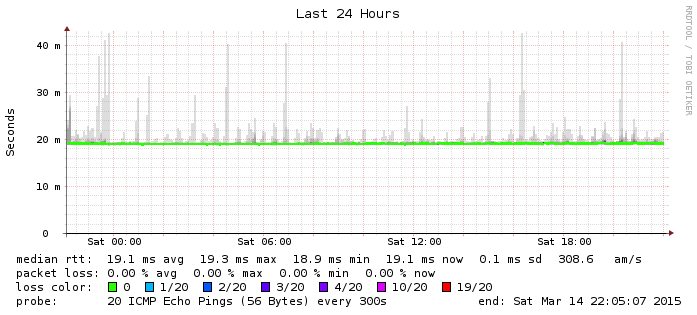 Last 24 Hours
RRDTOOL / TOBI OETIKER
Seconds
40 m
30 m
20 m
10 m
0
Sat 00:00 Sat 06:00 Sat 12:00 Sat 18:00
median rtt: 19.1 ms avg 19.3 ms max 18.9 ms min 19.1 ms now 0.1 ms sd 308.6 am/s
packet loss: 0.00 % avg 0.00 % max 0.00 % min 0.00 % now
loss color: 0 1/20 2/20 3/20 4/20 10/20 19/20
probe: 20 ICMP Echo Pings (56 Bytes) every 300s end: Sat Mar 14 22:05:07 2015